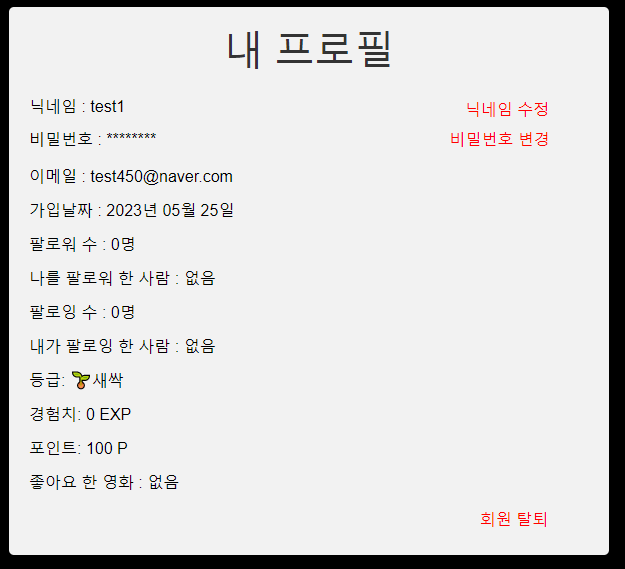 내 프로필
닉네임 : test1 닉네임 수정
비밀번호 : ******** 비밀번호 변경
이메일 : test450@naver.com
가입날짜 : 2023년 05월 25일
팔로워 수 : 0명
나를 팔로워 한 사람 : 없음
팔로잉 수 : 0명
내가 팔로잉 한 사람 : 없음
등급: 🌱새싹
경험치: 0 EXP
포인트: 100 P
좋아요 한 영화 : 없음
회원 탈퇴